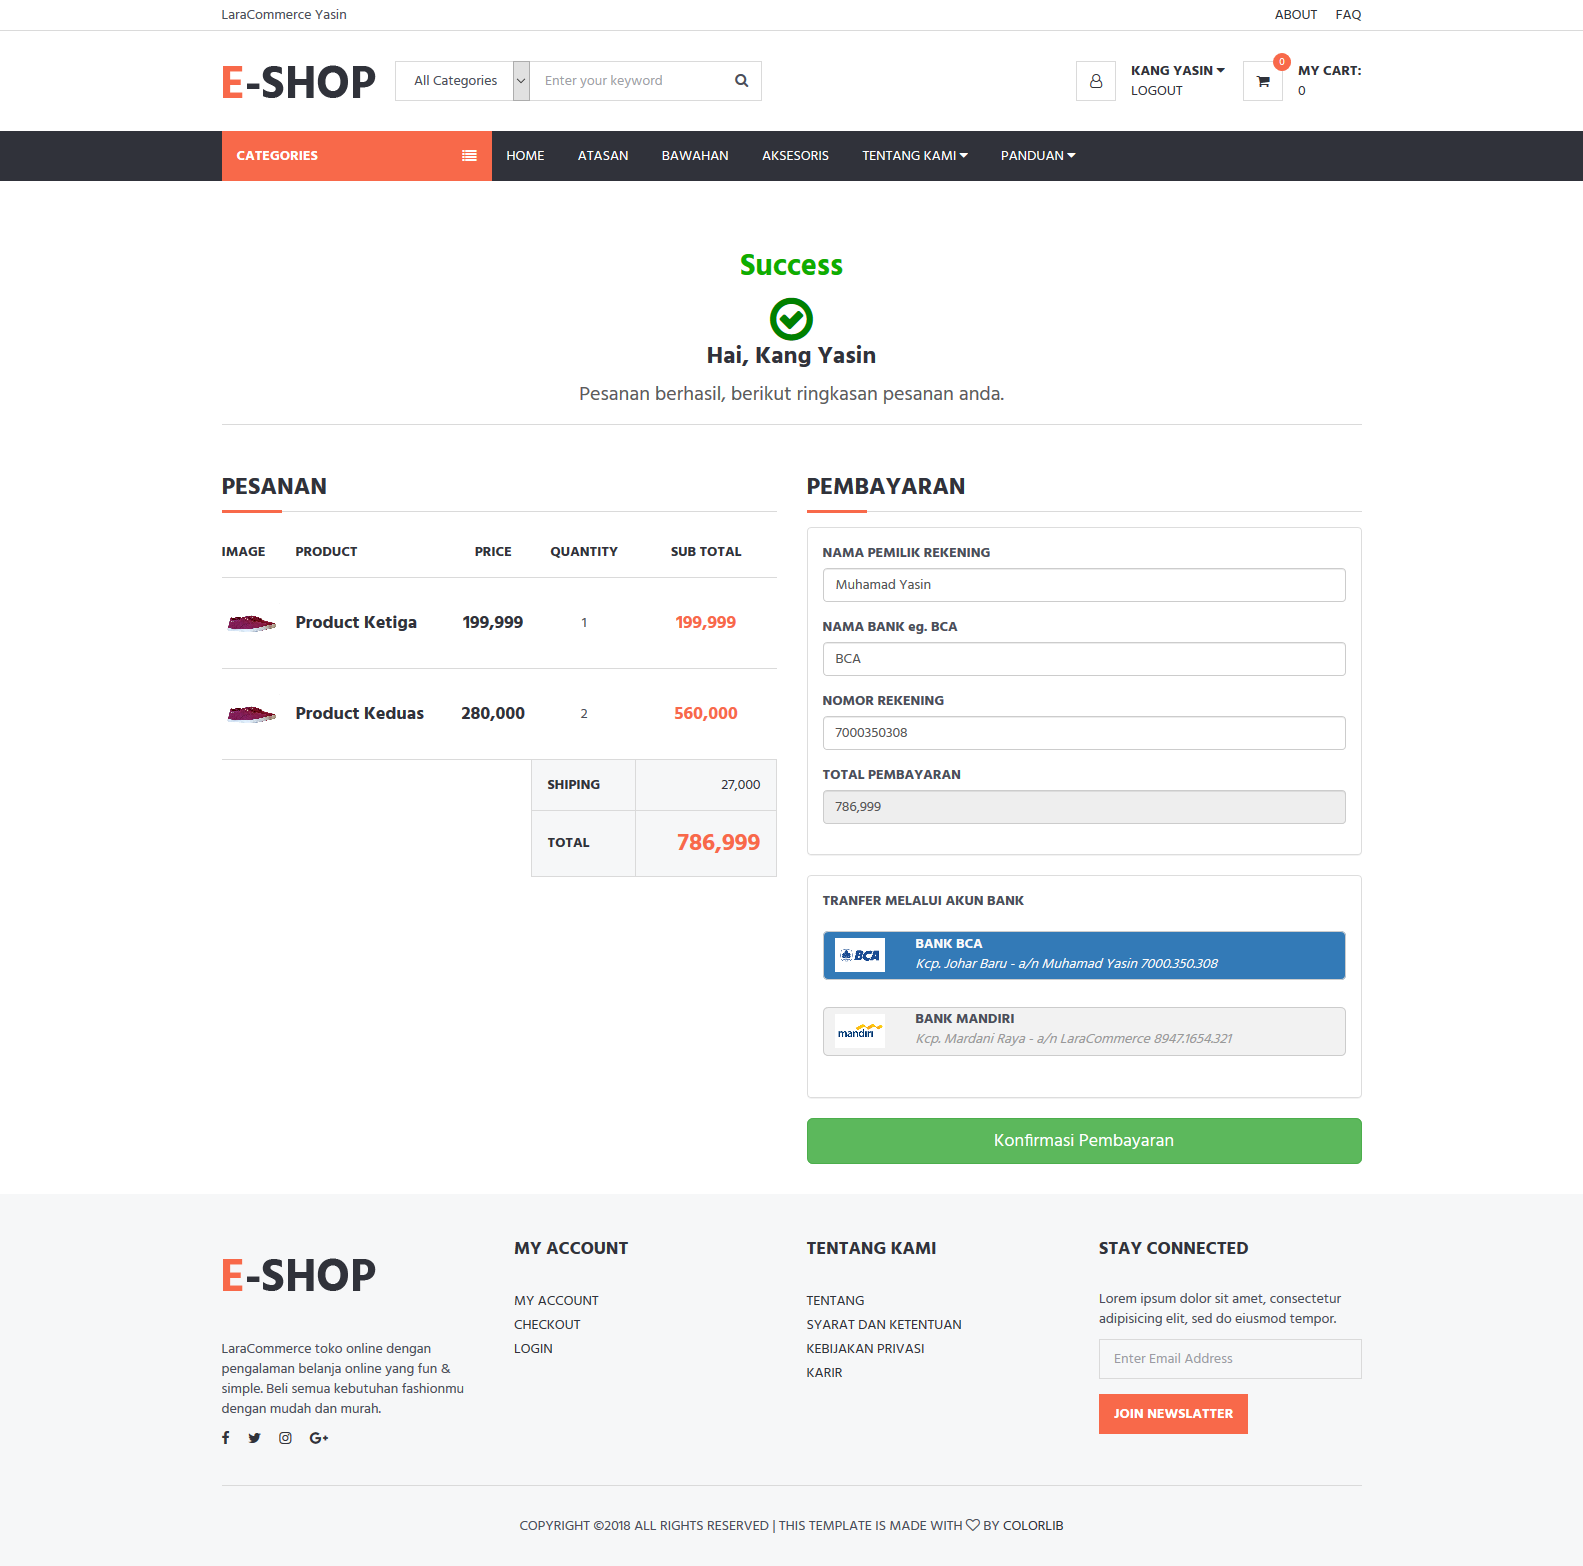 LaraCommerce Yasin
ABOUT FAQ
E-SHOP
All Categories
Enter your keyword
KANG YASIN
LOGOUT
0
MY CART:
0
CATEGORIES
HOME ATASAN BAWAHAN AKSESORIS TENTANG KAMI PANDUAN
Success
Hai, Kang Yasin
Pesanan berhasil, berikut ringkasan pesanan anda.
PESANAN
IMAGE PRODUCT PRICE QUANTITY SUB TOTAL
Product Ketiga 199,999 1 199,999
Product Keduas 280,000 2 560,000
SHIPING 27,000
TOTAL 786,999
PEMBAYARAN
NAMA PEMILIK REKENING
Muhamad Yasin
NAMA BANK eg. BCA
BCA
NOMOR REKENING
7000350308
TOTAL PEMBAYARAN
786,999
TRANFER MELALUI AKUN BANK
BCA
BANK BCA
Kcp. Johar Baru - a/n Muhamad Yasin 7000.350.308
mandiri
BANK MANDIRI
Kcp. Mardani Raya - a/n LaraCommerce 8947.1654.321
Konfirmasi Pembayaran
E-SHOP
LaraCommerce toko online dengan
pengalaman belanja online yang fun &
simple. Beli semua kebutuhan fashionmu
dengan mudah dan murah.
MY ACCOUNT
MY ACCOUNT
CHECKOUT
LOGIN
TENTANG KAMI
TENTANG
SYARAT DAN KETENTUAN
KEBIJAKAN PRIVASI
KARIR
STAY CONNECTED
Lorem ipsum dolor sit amet, consectetur
adipisicing elit, sed do eiusmod tempor.
Enter Email Address
JOIN NEWSLATTER
COPYRIGHT ©2018 ALL RIGHTS RESERVED | THIS TEMPLATE IS MADE WITH ♡ BY COLORLIB